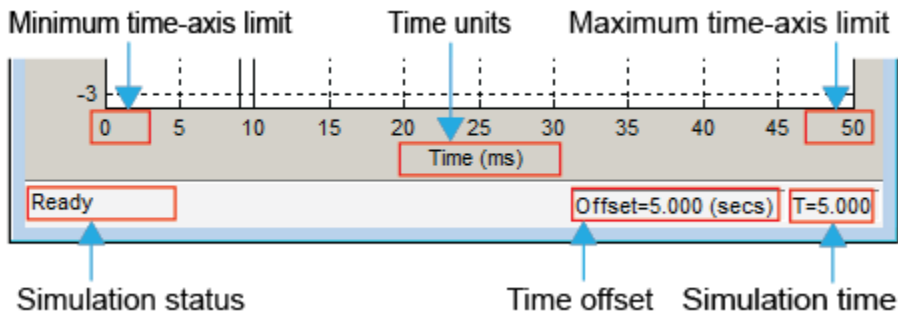 Minimum time-axis limit Time units Maximum time-axis limit
-3
0 5 10 15 20 25 30 35 40 45 50
Time (ms)
Ready Offset=5.000 (secs) T=5.000
Simulation status Time offset Simulation time